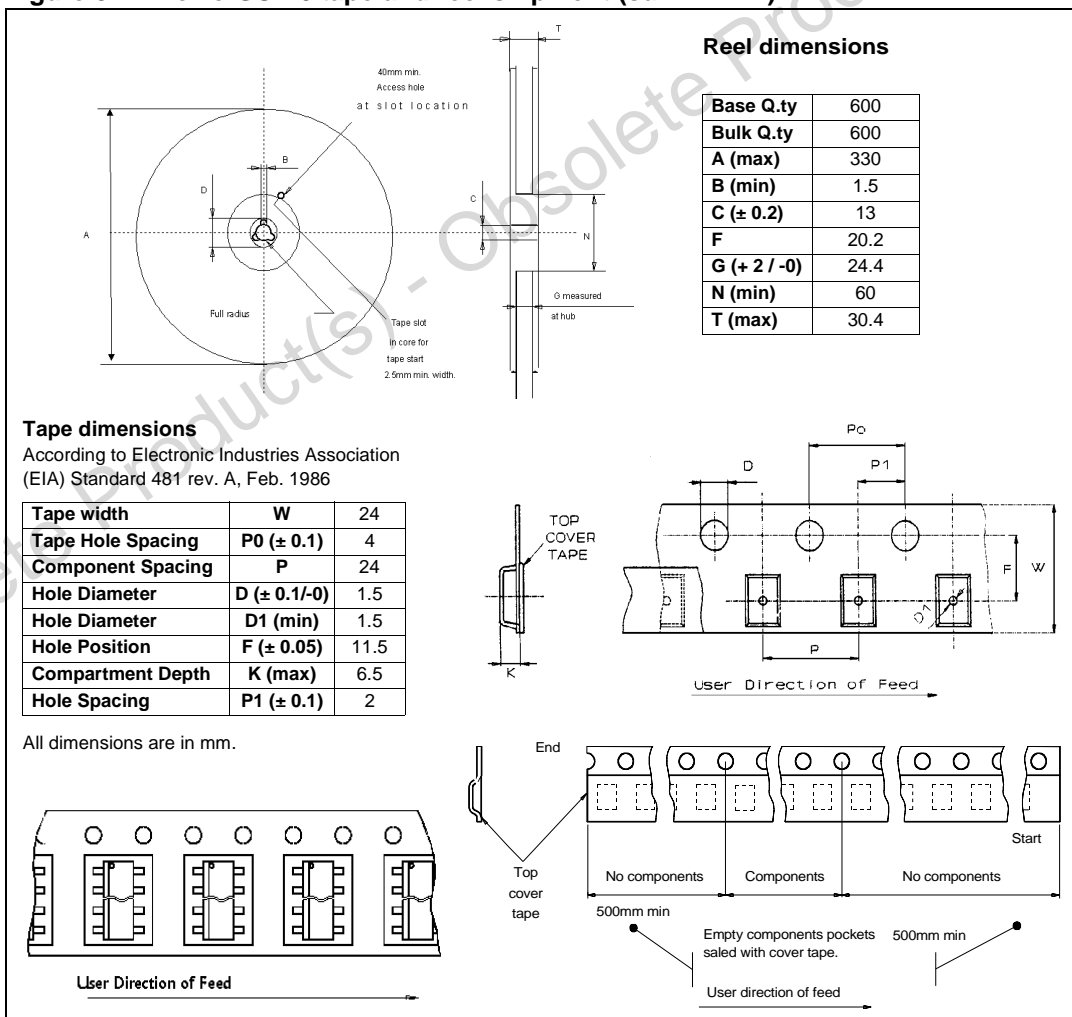 Reel dimensions
Base Q.ty 600
Bulk Q.ty 600
A (max) 330
B (min) 1.5
C (± 0.2) 13
F 20.2
G (+ 2 / -0) 24.4
N (min) 60
T (max) 30.4
T
40mm min.
Access hole
at slot location
B
D
A
C
N
Full radius
Tape slot
in core for
tape start
2.5mm min. width.
G measured
at hub
Tape dimensions
According to Electronic Industries Association
(EIA) Standard 481 rev. A, Feb. 1986
Tape width W 24
Tape Hole Spacing P0 (± 0.1) 4
Component Spacing P 24
Hole Diameter D (± 0.1/-0) 1.5
Hole Diameter D1 (min) 1.5
Hole Position F (± 0.05) 11.5
Compartment Depth K (max) 6.5
Hole Spacing P1 (± 0.1) 2
All dimensions are in mm.
TOP
COVER
TAPE
K
Po
D
P1
F
W
D1
P
User Direction of Feed
End
Start
Top
cover
tape
No components
Components
No components
500mm min
Empty components pockets
saled with cover tape.
500mm min
User direction of feed
User Direction of Feed
Product(s) - Obsolete Produ